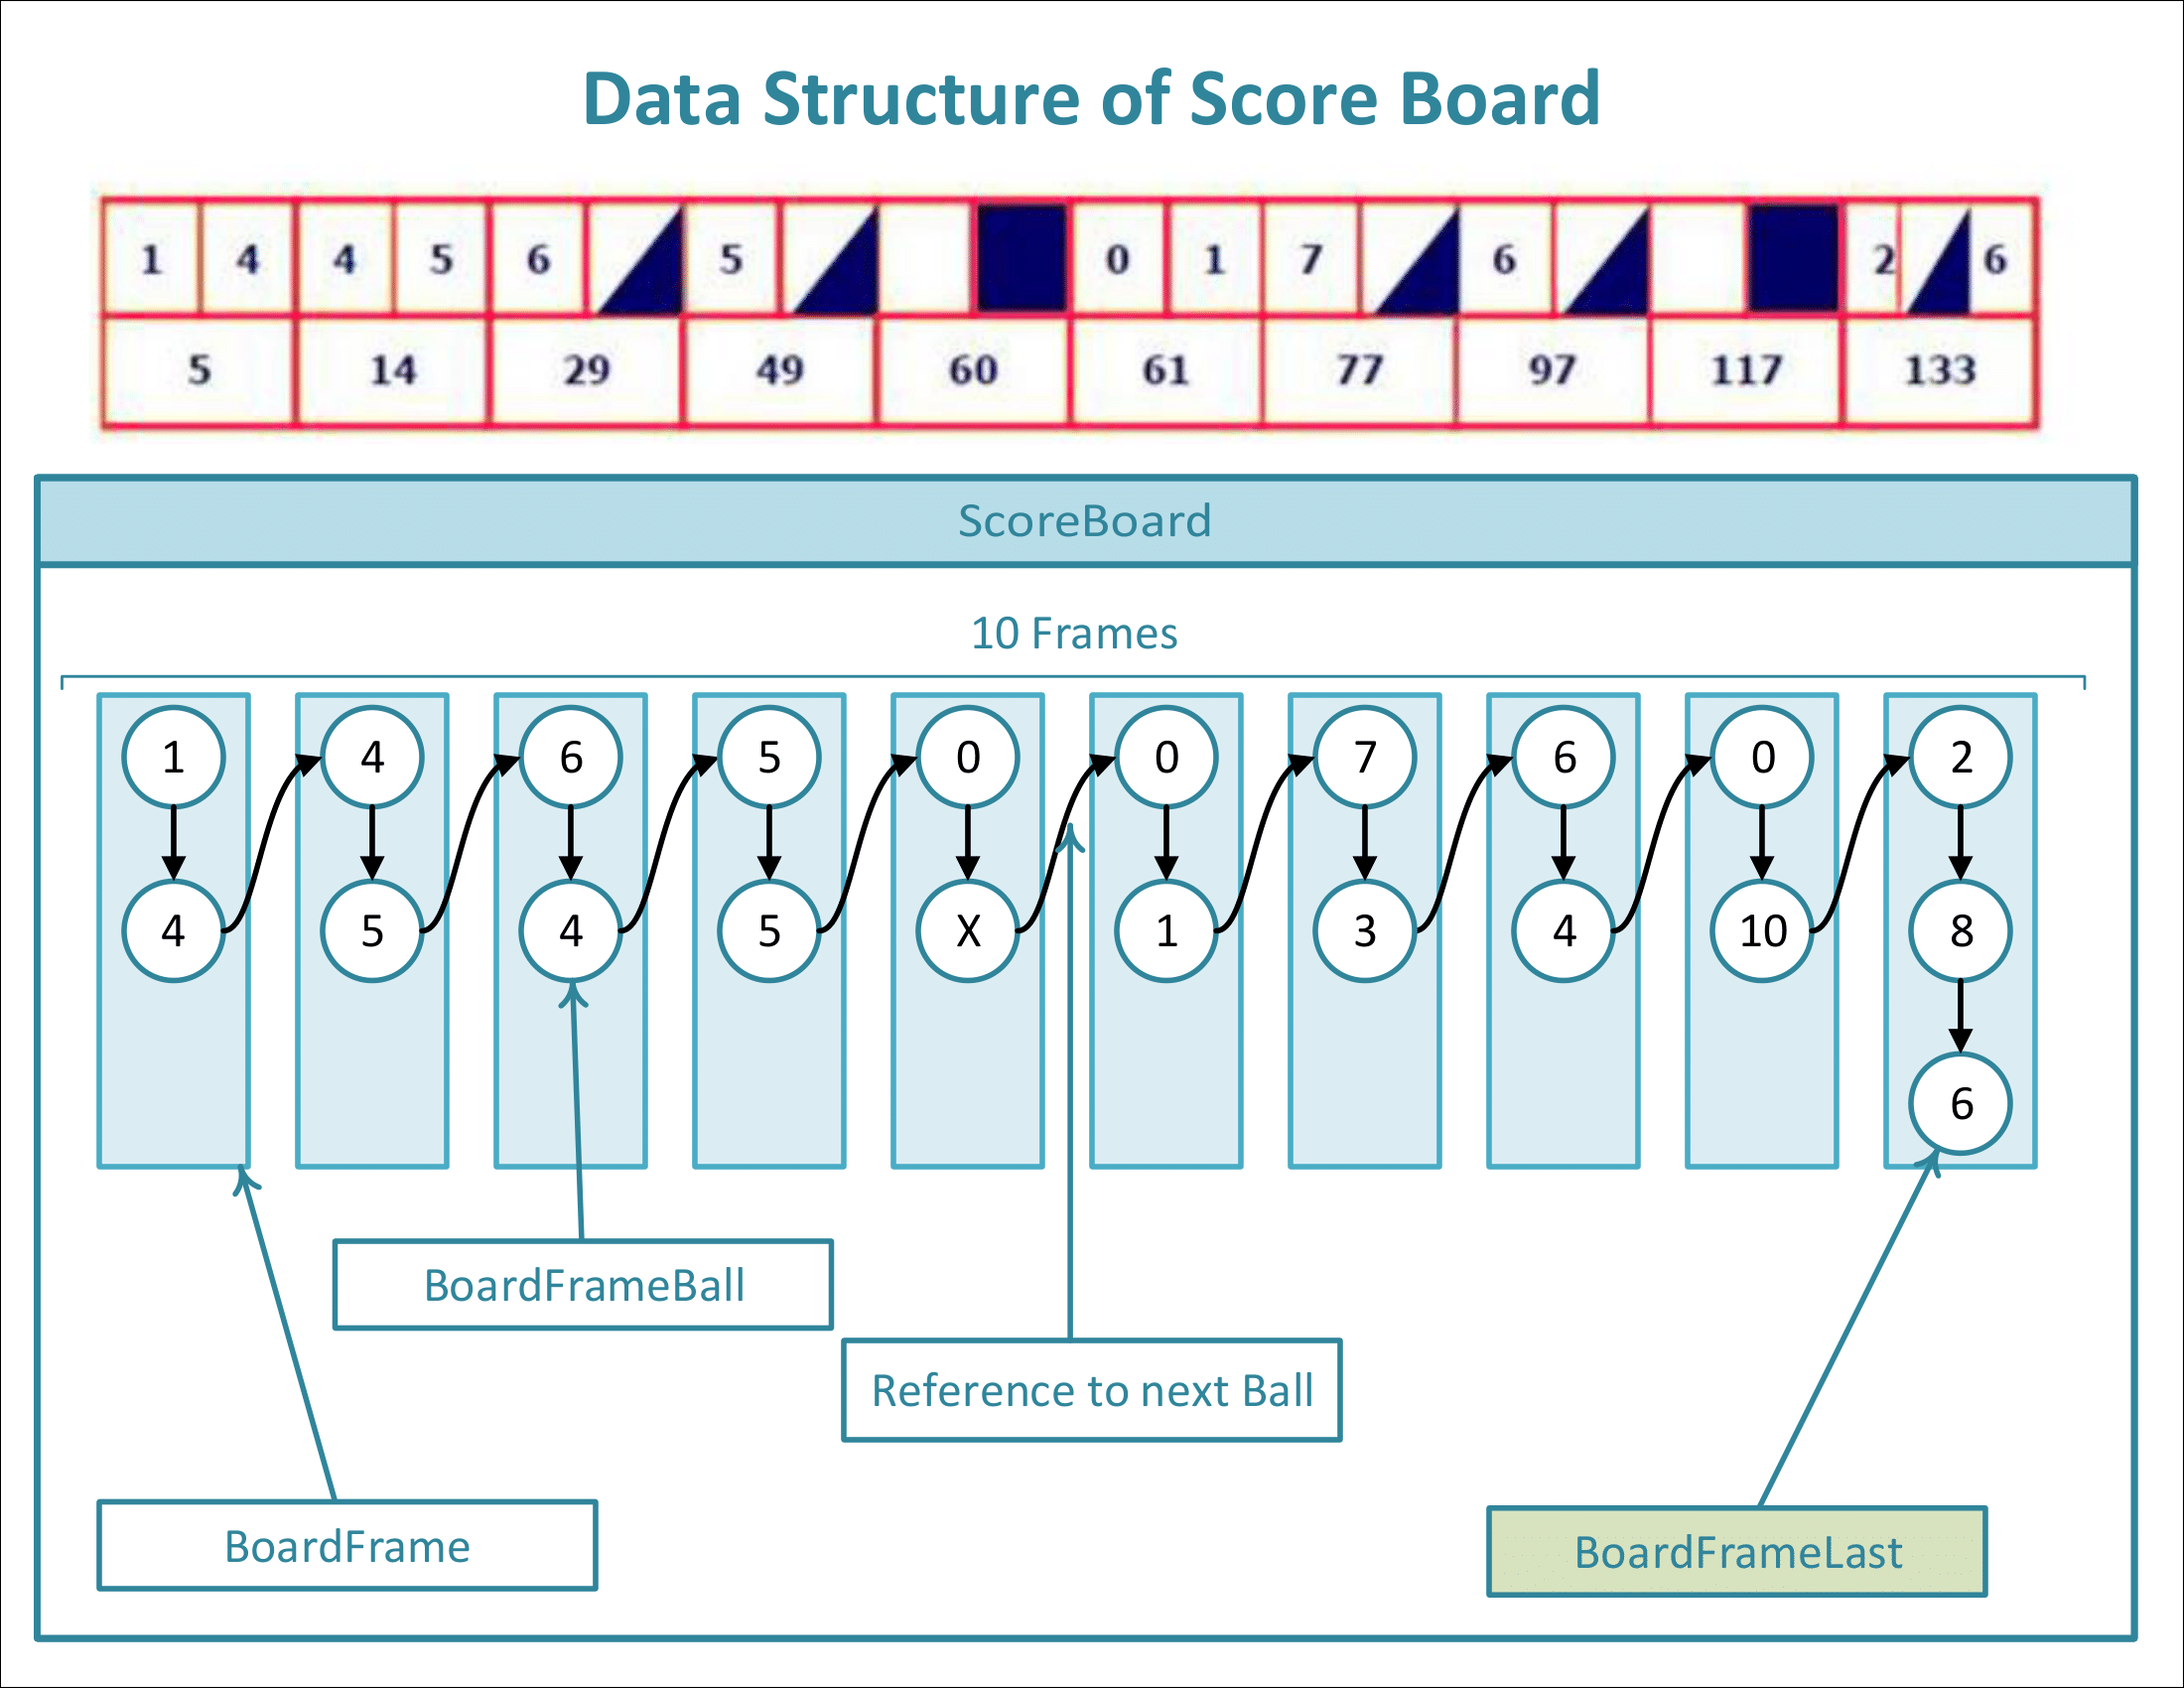 Data Structure of Score Board
1 4 4 5 6 5 0 1 7 6 2 6
5 14 29 49 60 61 77 97 117 133
ScoreBoard
10 Frames
1 4 6 5 0 0 7 6 0 2
4 5 4 5 X 1 3 4 10 8
6
BoardFrameBall
Reference to next Ball
BoardFrame
BoardFrameLast